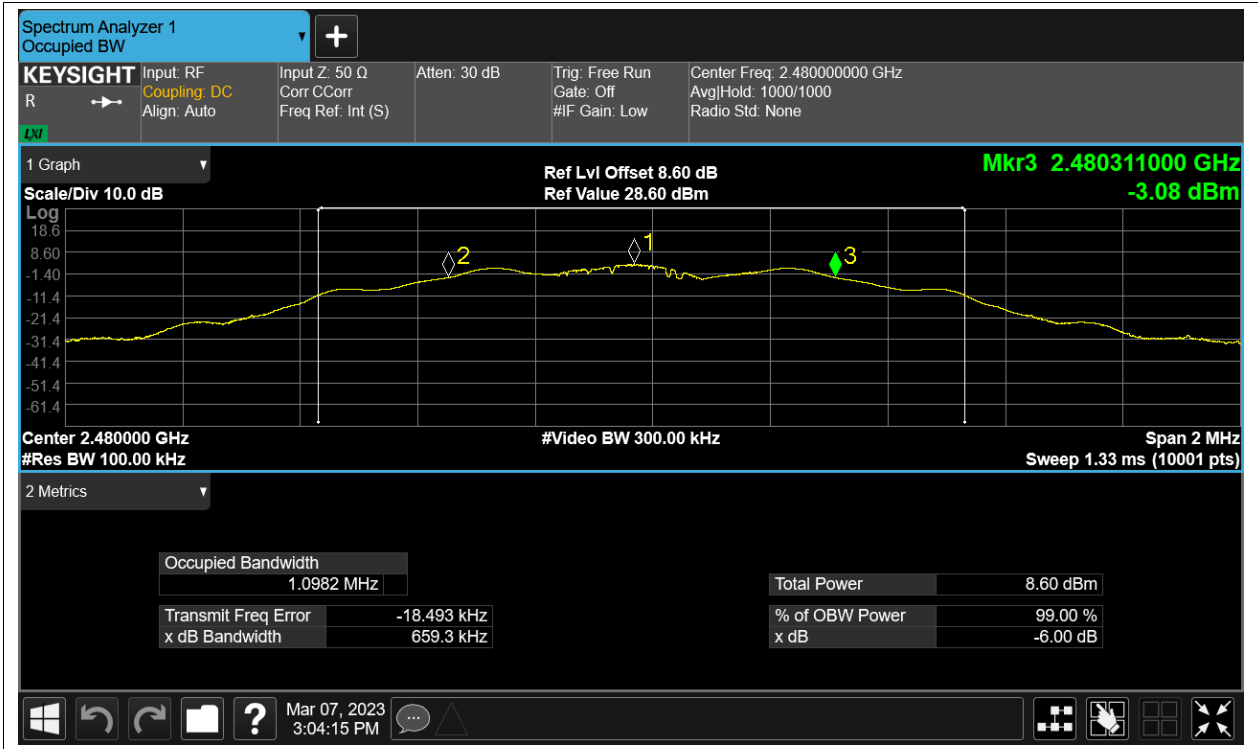 Spectrum Analyzer 1
Occupied BW
KEYSIGHT
R
LXI
Input: RF
Coupling: DC
Align: Auto
Input Z: 50 Ω
Corr CCorr
Freq Ref: Int (S)
Atten: 30 dB
Trig: Free Run
Gate: Off
#IF Gain: Low
Center Freq: 2.480000000 GHz
Avg|Hold: 1000/1000
Radio Std: None
1 Graph
Scale/Div 10.0 dB
Ref Lvl Offset 8.60 dB
Ref Value 28.60 dBm
Mkr3 2.480311000 GHz
-3.08 dBm
Log
18.6
8.60
-1.40
-11.4
-21.4
-31.4
-41.4
-51.4
-61.4
2
1
3
Center 2.480000 GHz
#Res BW 100.00 kHz
#Video BW 300.00 kHz
Span 2 MHz
Sweep 1.33 ms (10001 pts)
2 Metrics
Occupied Bandwidth
1.0982 MHz
Transmit Freq Error -18.493 kHz
x dB Bandwidth 659.3 kHz
Total Power 8.60 dBm
% of OBW Power 99.00 %
x dB -6.00 dB
?
Mar 07, 2023
3:04:15 PM